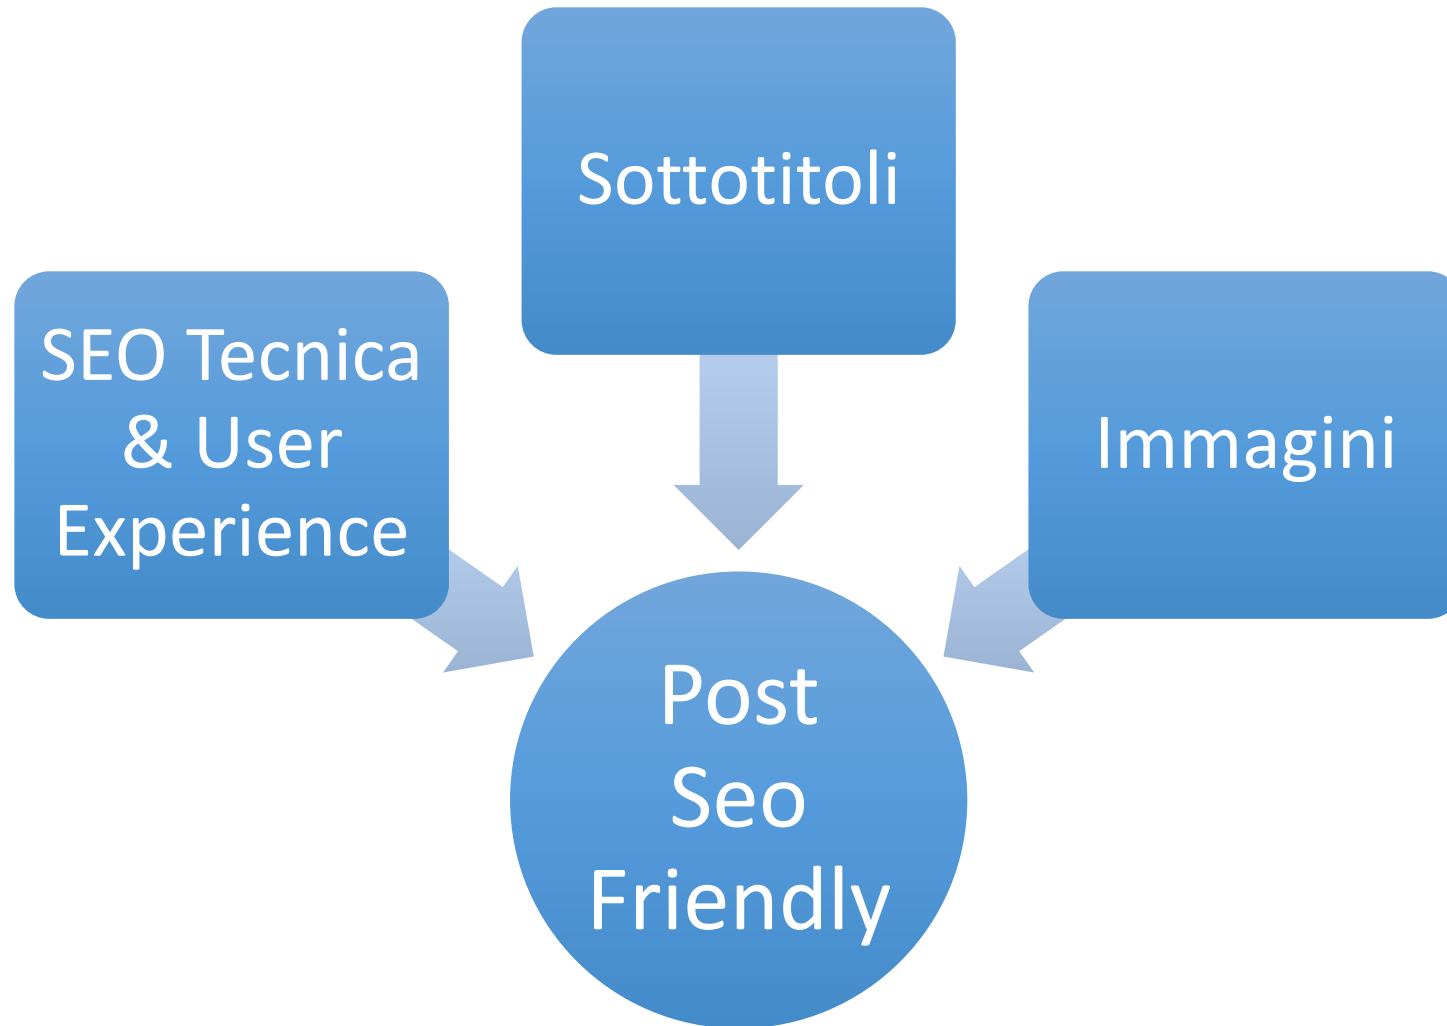 Sottotitoli
SEO Tecnica
& User
Experience
Immagini
Post
Seo
Friendly